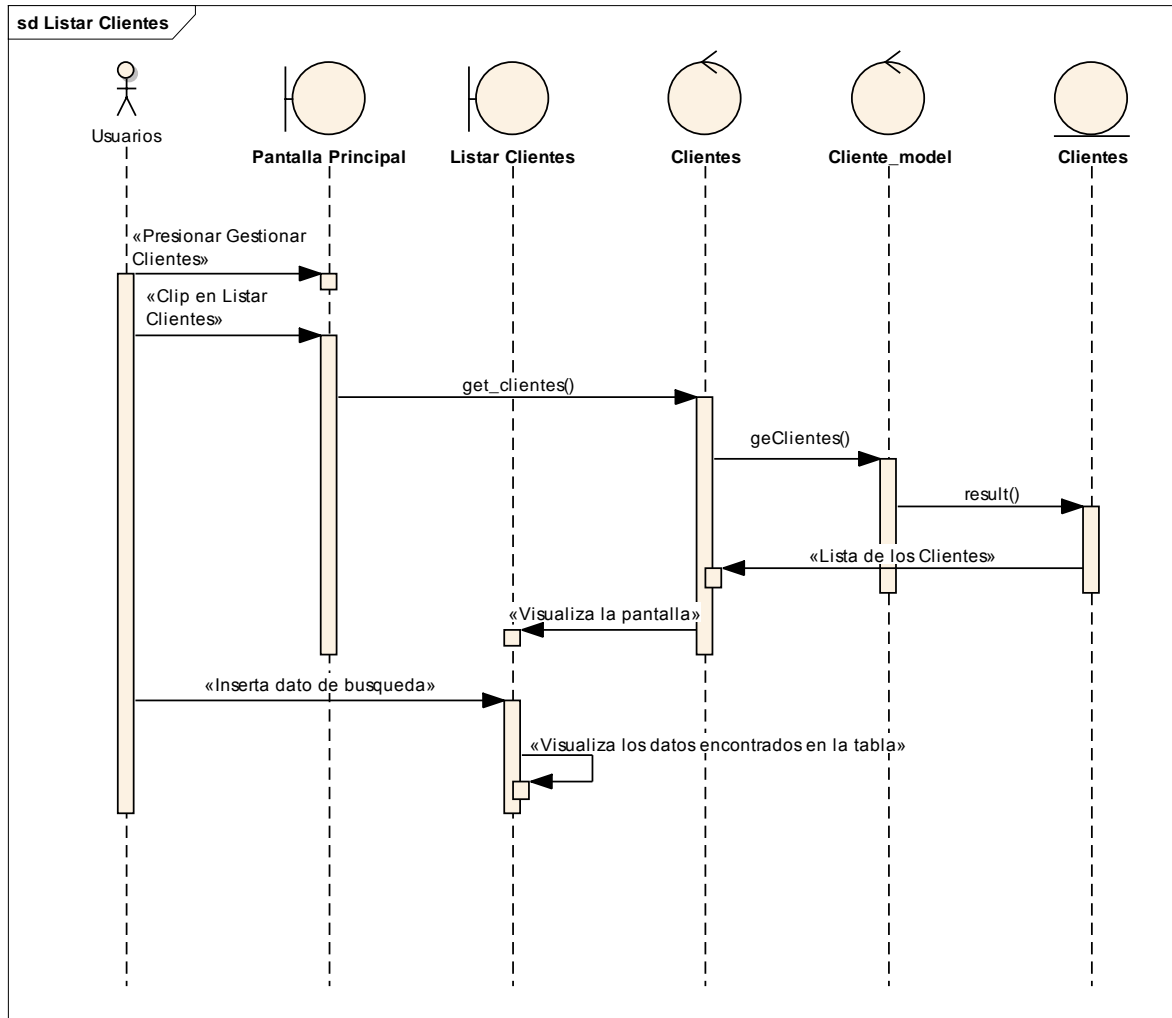 sd Listar Clientes
Usuarios
Pantalla Principal
Listar Clientes
Clientes
Cliente_model
Clientes
«Presionar Gestionar
Clientes»
«Clip en Listar
Clientes»
get_clientes()
geClientes()
result()
«Lista de los Clientes»
«Visualiza la pantalla»
«Inserta dato de busqueda»
«Visualiza los datos encontrados en la tabla»